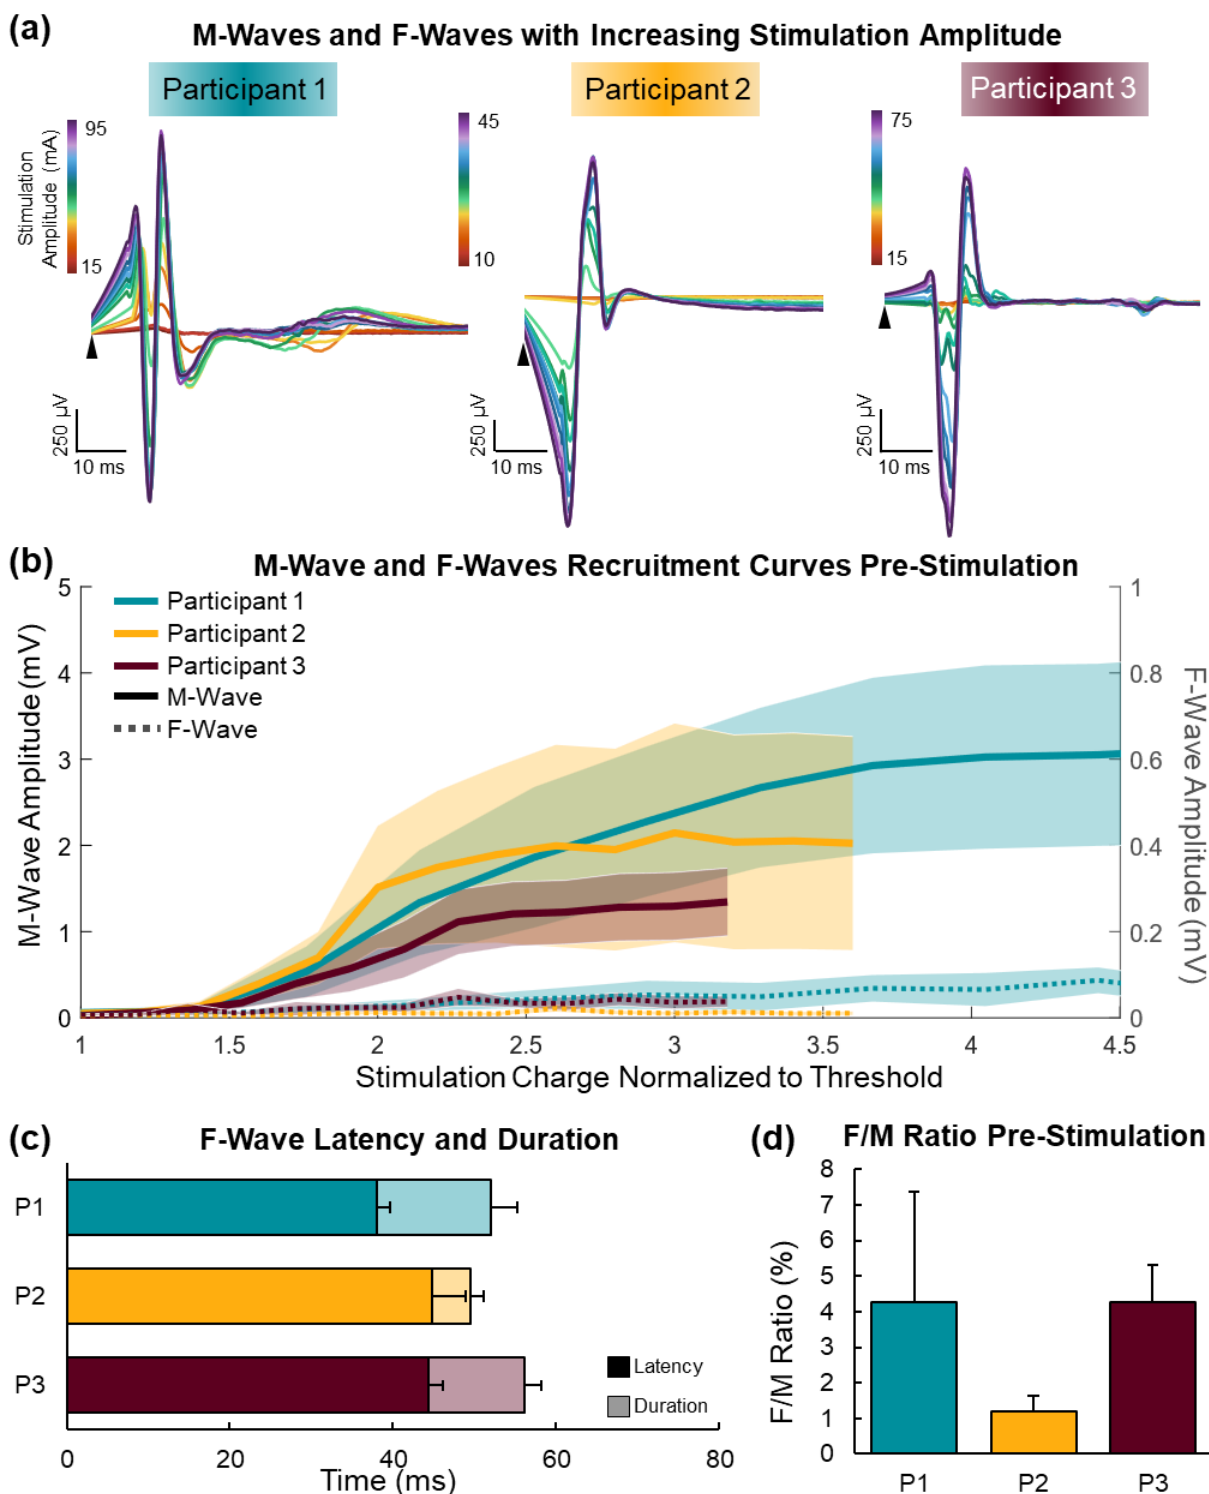 (a)
M-Waves and F-Waves with Increasing Stimulation Amplitude
Participant 1
Participant 2
Participant 3
Stimulation
Amplitude (mA)
95
15
45
10
75
15
250 µV
10 ms
250 µV
10 ms
250 µV
10 ms
(b)
M-Wave and F-Waves Recruitment Curves Pre-Stimulation
M-Wave Amplitude (mV)
5
4
3
2
1
0
Participant 1
Participant 2
Participant 3
M-Wave
F-Wave
1
0.8
0.6
0.4
0.2
0
F-Wave Amplitude (mV)
1
1.5
2
2.5
3
3.5
4
4.5
Stimulation Charge Normalized to Threshold
(c)
F-Wave Latency and Duration
P1
P2
P3
Latency
Duration
0
20
40
60
80
Time (ms)
(d)
F/M Ratio Pre-Stimulation
F/M Ratio (%)
8
7
6
5
4
3
2
1
0
P1
P2
P3